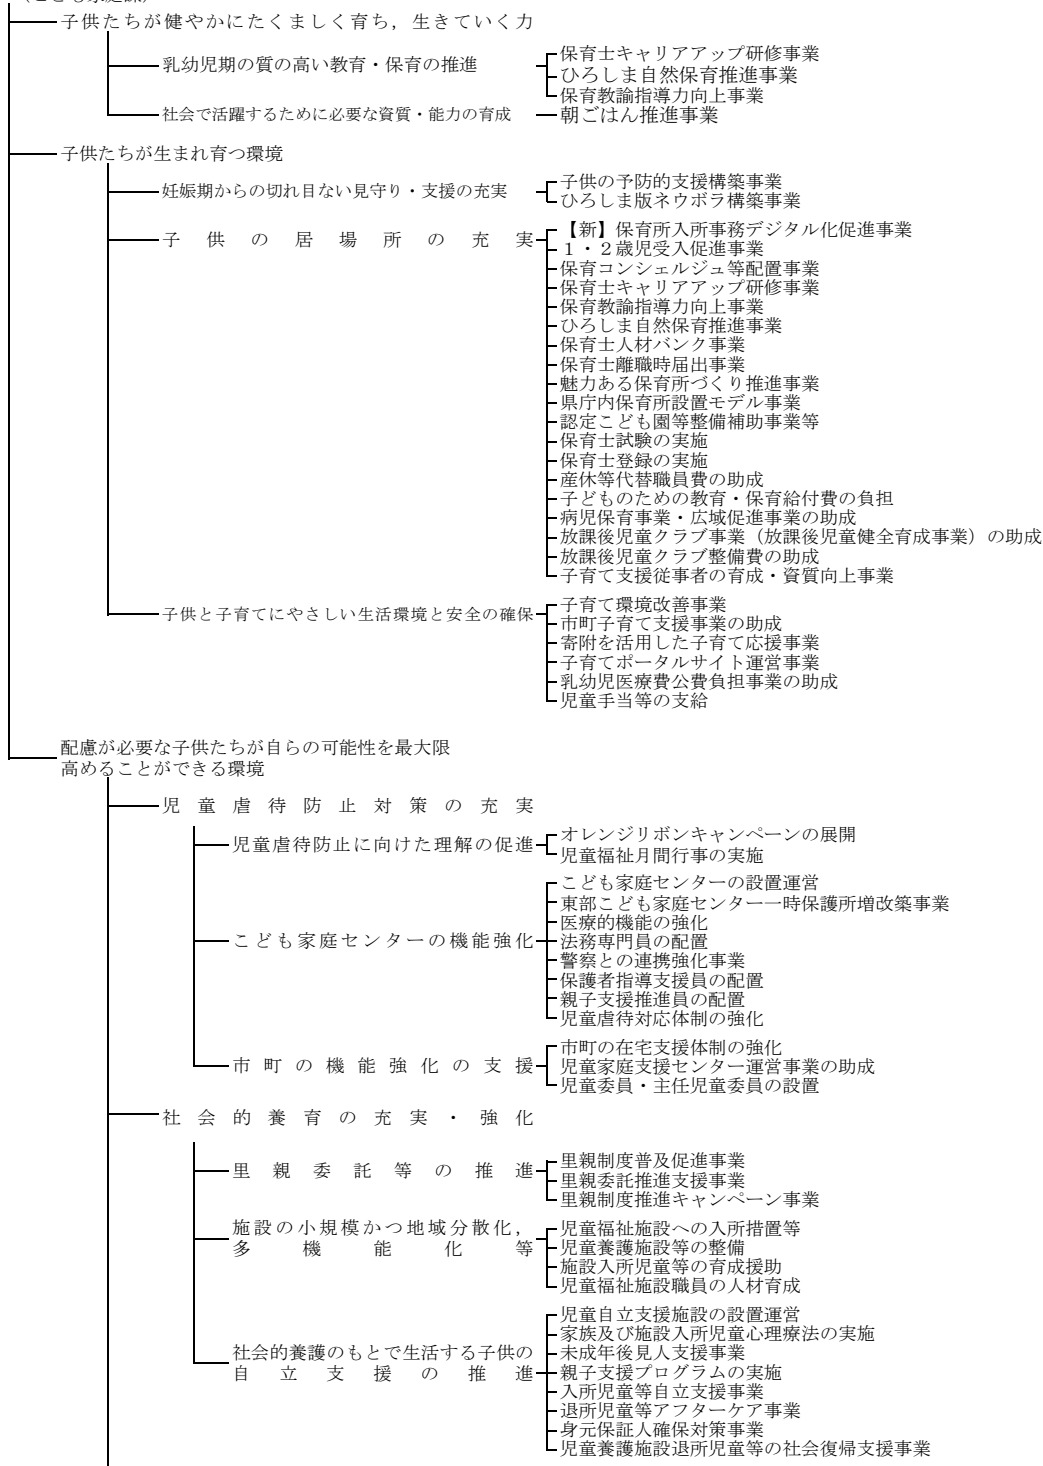 子供たちが健やかにたくましく育ち，生きていく力
乳幼児期の質の高い教育・保育の推進
保育士キャリアアップ研修事業
ひろしま自然保育推進事業
保育教諭指導力向上事業
社会で活躍するために必要な資質・能力の育成
朝ごはん推進事業
子供たちが生まれ育つ環境
妊娠期からの切れ目ない見守り・支援の充実
子供の予防的支援構築事業
ひろしま版ネウボラ構築事業
子供の居場所の充実
【新】保育所入所事務デジタル化促進事業
１・２歳児受入促進事業
保育コンシェルジュ等配置事業
保育士キャリアアップ研修事業
保育教諭指導力向上事業
ひろしま自然保育推進事業
保育士人材バンク事業
保育士離職時届出事業
魅力ある保育所づくり推進事業
県庁内保育所設置モデル事業
認定こども園等整備補助事業等
保育士試験の実施
保育士登録の実施
産休等代替職員費の助成
子どものための教育・保育給付費の負担
病児保育事業・広域促進事業の助成
放課後児童クラブ事業（放課後児童健全育成事業）の助成
放課後児童クラブ整備費の助成
子育て支援従事者の育成・資質向上事業
子供と子育てにやさしい生活環境と安全の確保
子育て環境改善事業
市町子育て支援事業の助成
寄附を活用した子育て応援事業
子育てポータルサイト運営事業
乳幼児医療費公費負担事業の助成
児童手当等の支給
配慮が必要な子供たちが自らの可能性を最大限
高めることができる環境
児童虐待防止対策の充実
児童虐待防止に向けた理解の促進
オレンジリボンキャンペーンの展開
児童福祉月間行事の実施
こども家庭センターの機能強化
こども家庭センターの設置運営
東部こども家庭センター一時保護所増改築事業
医療的機能の強化
法務専門員の配置
警察との連携強化事業
保護者指導支援員の配置
親子支援推進員の配置
児童虐待対応体制の強化
市町の機能強化の支援
市町の在宅支援体制の強化
児童家庭支援センター運営事業の助成
児童委員・主任児童委員の設置
社会的養育の充実・強化
里親委託等の推進
里親制度普及促進事業
里親委託推進支援事業
里親制度推進キャンペーン事業
施設の小規模かつ地域分散化，
多機能化等
児童福祉施設への入所措置等
児童養護施設等の整備
施設入所児童等の育成援助
児童福祉施設職員の人材育成
社会的養護のもとで生活する子供の
自立支援の推進
児童自立支援施設の設置運営
家族及び施設入所児童心理療法の実施
未成年後見人支援事業
親子支援プログラムの実施
入所児童等自立支援事業
退所児童等アフターケア事業
身元保証人確保対策事業
児童養護施設退所児童等の社会復帰支援事業